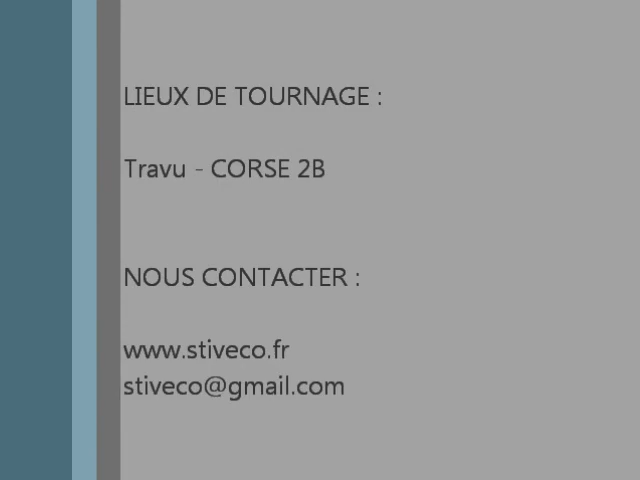 LIEUX DE TOURNAGE :
Travu - CORSE 2B
NOUS CONTACTER :
www.stiveco.fr
stiveco@gmail.com